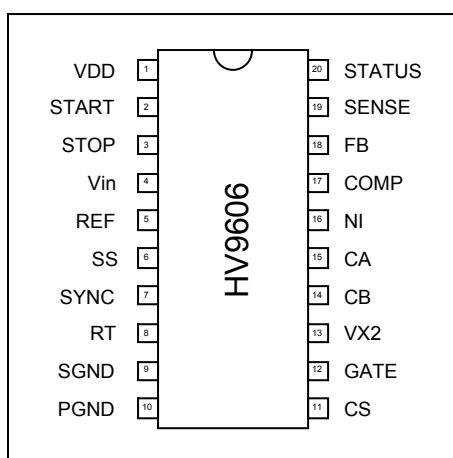 VDD 1 20 STATUS
START 2 19 SENSE
STOP 3 18 FB
Vin 4 17 COMP
REF 5 16 NI
SS 6 15 CA
SYNC 7 14 CB
RT 8 13 VX2
SGND 9 12 GATE
PGND 10 11 CS
HV9606